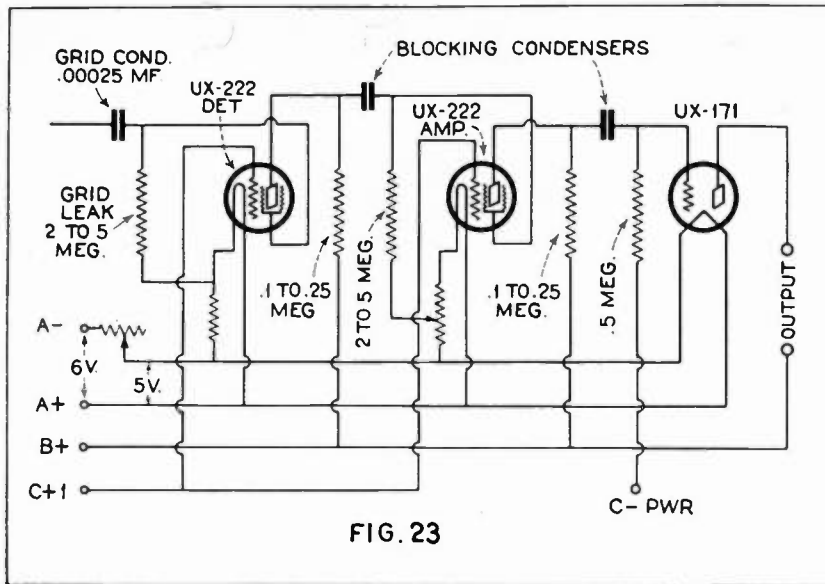 GRID COND.
.00025 MF.
BLOCKING CONDENSERS
UX-222
DET
UX-222
AMP.
UX-171
GRID
LEAK
2 TO 5
MEG.
.1 TO .25
MEG
2 TO 5 MEG.
.1 TO .25
MEG.
.5 MEG.
OUTPUT
A-
6V.
5V.
A+
B+
C+1
C- PWR
FIG. 23